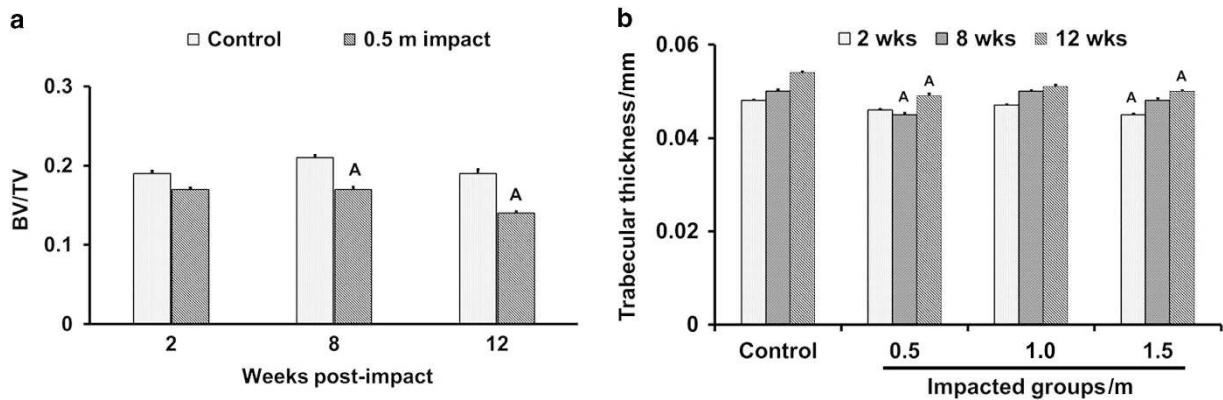 a
Control 0.5 m impact
0.3
0.2
0.1
0
BV/TV
A
A
2 8 12
Weeks post-impact
b
2 wks 8 wks 12 wks
0.06
0.04
0.02
0
Trabecular thickness/mm
A A
A A
Control 0.5 1.0 1.5
Impacted groups/m